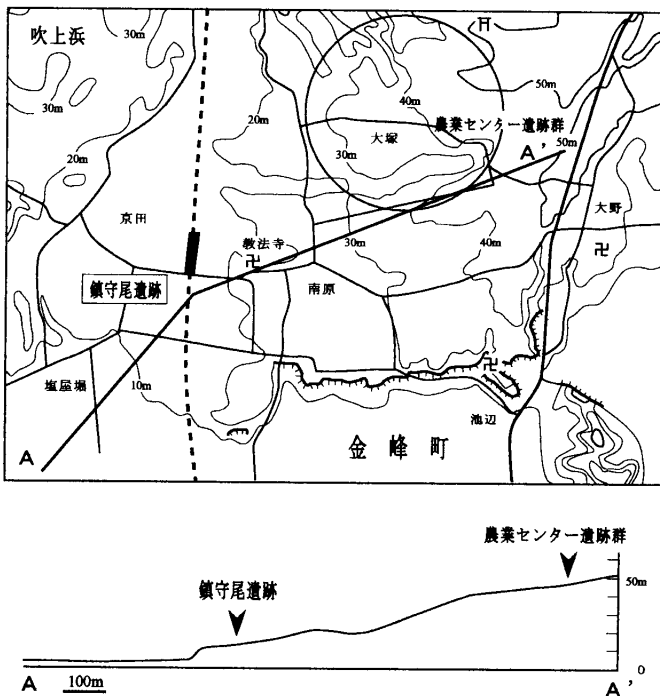 吹上浜
30m
30m
20m
20m
40m
50m
農業センター遺跡群
大塚
30m
50m
A'
京田
教法寺
30m
40m
大野
鎮守尾遺跡
南原
塩屋堀
10m
池辺
A
金峰町
農業センター遺跡群
鎮守尾遺跡
50m
0
A
100m
A'